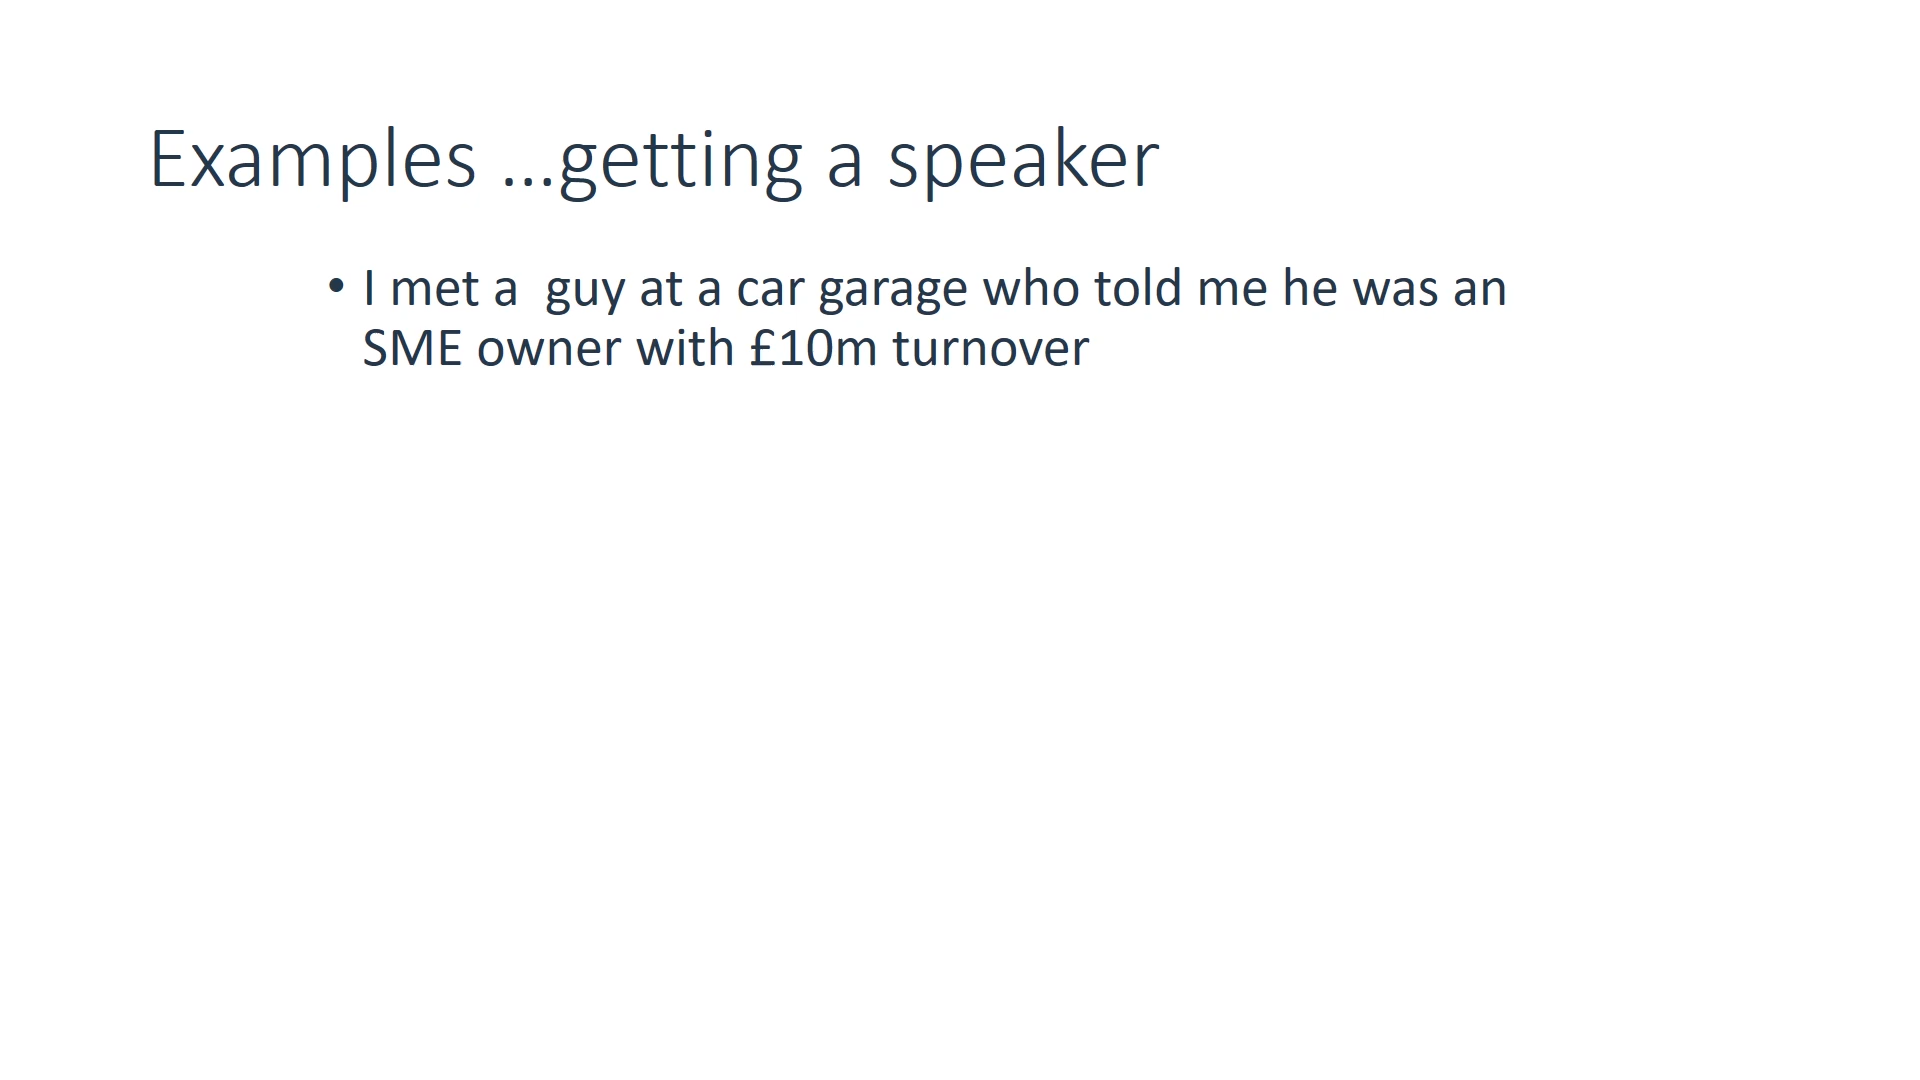 Examples ...getting a speaker
• I met a  guy at a car garage who told me he was an
SME owner with £10m turnover